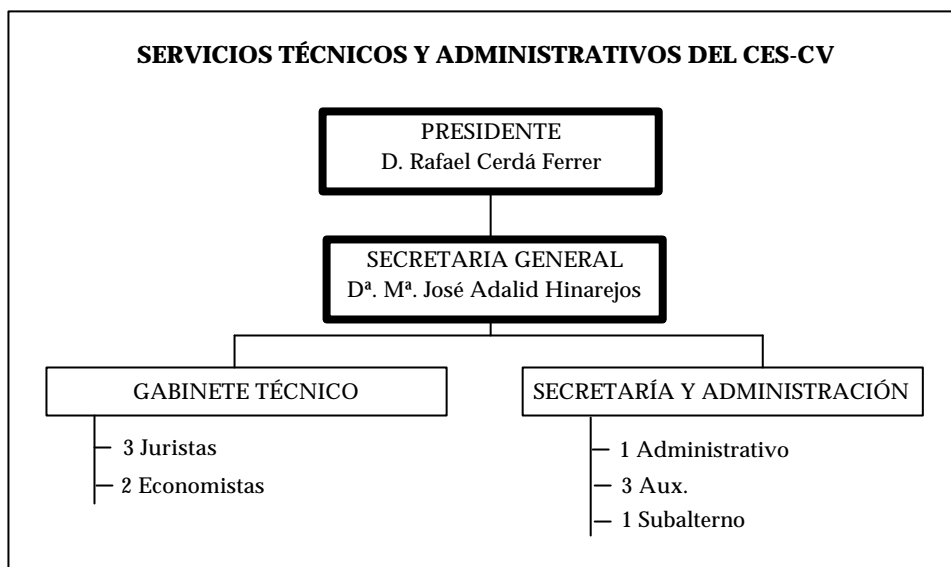 SERVICIOS TÉCNICOS Y ADMINISTRATIVOS DEL CES-CV
PRESIDENTE
D. Rafael Cerdá Ferrer
SECRETARIA GENERAL
Dª. Mª. José Adalid Hinarejos
GABINETE TÉCNICO
3 Juristas
2 Economistas
SECRETARÍA Y ADMINISTRACIÓN
1 Administrativo
3 Aux.
1 Subalterno